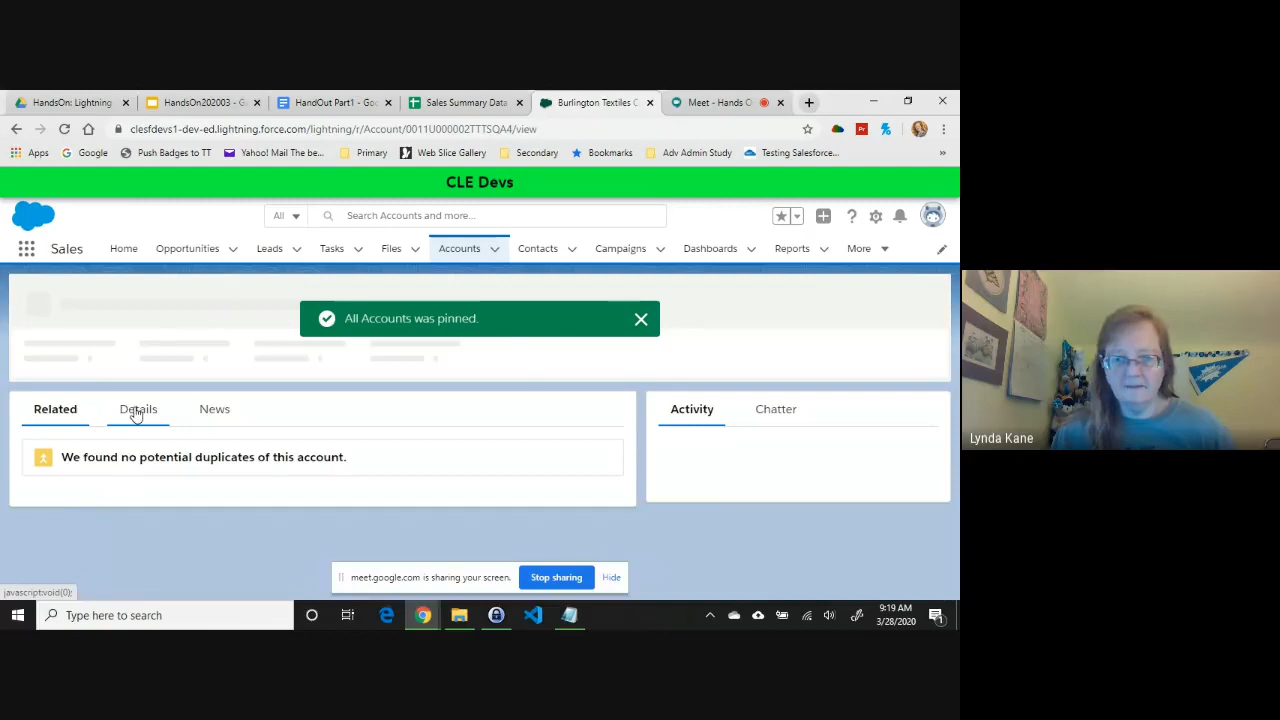 HandsOn: Lightning
HandsOn202003 - G
HandOut Part1 - Goo
Sales Summary Data
Burlington Textiles C
Meet - Hands O
clesfdevs1-dev-ed.lightning.force.com/lightning/r/Account/0011U000002TTTSQA4/view
Apps
Google
Push Badges to TT
Yahoo! Mail The be...
Primary
Web Slice Gallery
Secondary
Bookmarks
Adv Admin Study
Testing Salesforce...
»
CLE Devs
All
Search Accounts and more...
Sales
Home
Opportunities
Leads
Tasks
Files
Accounts
Contacts
Campaigns
Dashboards
Reports
More
All Accounts was pinned.
Related
Details
News
Activity
Chatter
We found no potential duplicates of this account.
Lynda Kane
meet.google.com is sharing your screen.
Stop sharing
Hide
javascript:void(0);
Type here to search
9:19 AM
3/28/2020
1